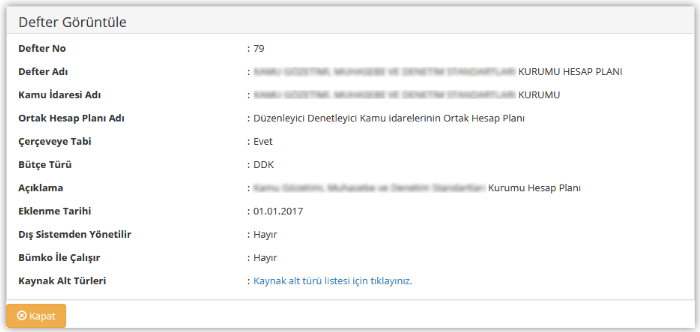 Defter Görüntüle
Defter No : 79
Defter Adı : KURUMU HESAP PLANI
Kamu İdaresi Adı : KURUMU
Ortak Hesap Planı Adı : Düzenleyici Denetleyici Kamu idarelerinin Ortak Hesap Planı
Çerçeveye Tabi : Evet
Bütçe Türü : DDK
Açıklama : Kurumu Hesap Planı
Eklenme Tarihi : 01.01.2017
Dış Sistemden Yönetilir : Hayır
Bümko İle Çalışır : Hayır
Kaynak Alt Türleri : Kaynak alt türü listesi için tıklayınız.
Kapat